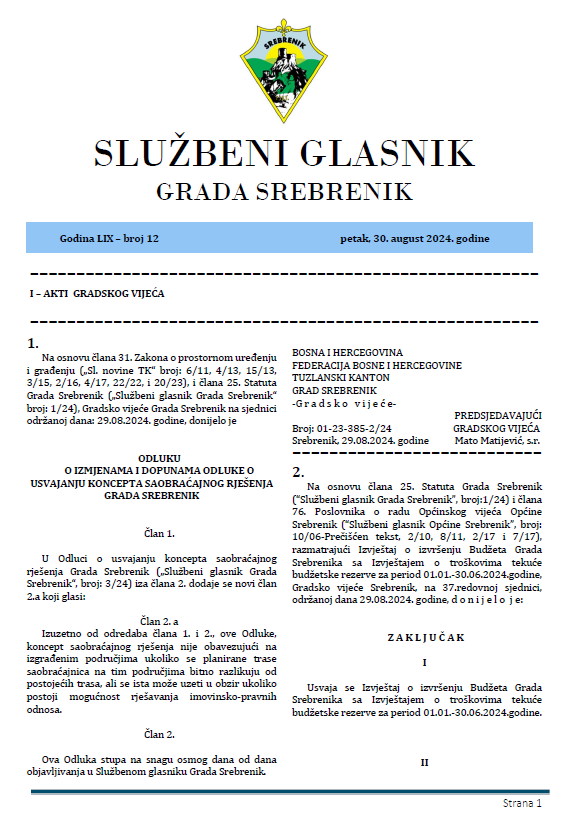 SREBRENIK
SLUŽBENI GLASNIK
GRADA SREBRENIK
Godina LIX – broj 12
petak, 30. august 2024. godine
I – AKTI GRADSKOG VIJEĆA
1.
Na osnovu člana 31. Zakona o prostornom uređenju
i građenju („Sl. novine TK“ broj: 6/11, 4/13, 15/13,
3/15, 2/16, 4/17, 22/22, i 20/23), i člana 25. Statuta
Grada Srebrenik („Službeni glasnik Grada Srebrenik“
broj: 1/24), Gradsko vijeće Grada Srebrenik na sjednici
održanoj dana: 29.08.2024. godine, donijelo je
ODLUKU
O IZMJENAMA I DOPUNAMA ODLUKE O
USVAJANJU KONCEPTA SAOBRAĆAJNOG RJEŠENJA
GRADA SREBRENIK
Član 1.
U Odluci o usvajanju koncepta saobraćajnog
rješenja Grada Srebrenik („Službeni glasnik Grada
Srebrenik“, broj: 3/24) iza člana 2. dodaje se novi član
2.a koji glasi:
Član 2. a
Izuzetno od odredaba člana 1. i 2., ove Odluke,
koncept saobraćajnog rješenja nije obavezujući na
izgrađenim područjima ukoliko se planirane trase
saobraćajnica na tim područjima bitno razlikuju od
postojećih trasa, ali se ista može uzeti u obzir ukoliko
postoji mogućnost rješavanja imovinsko-pravnih
odnosa.
Član 2.
Ova Odluka stupa na snagu osmog dana od dana
objavljivanja u Službenom glasniku Grada Srebrenik.
BOSNA I HERCEGOVINA
FEDERACIJA BOSNE I HERCEGOVINE
TUZLANSKI KANTON
GRAD SREBRENIK
-G r a d s k o v i j e ć e-
PREDSJEDAVAJUĆI
Broj: 01-23-385-2/24 GRADSKOG VIJEĆA
Srebrenik, 29.08.2024. godine Mato Matijević, s.r.
2.
Na osnovu člana 25. Statuta Grada Srebrenik
(“Službeni glasnik Grada Srebrenik”, broj:1/24) i člana
76. Poslovnika o radu Općinskog vijeća Općine
Srebrenik (“Službeni glasnik Općine Srebrenik”, broj:
10/06-Prečišćen tekst, 2/10, 8/11, 2/17 i 7/17),
razmatrajući Izvještaj o izvršenju Budžeta Grada
Srebrenika sa Izvještajem o troškovima tekuće
budžetske rezerve za period 01.01.-30.06.2024.godine,
Gradsko vijeće Srebrenik, na 37.redovnoj sjednici,
održanoj dana 29.08.2024. godine, d o n i j e l o j e:
Z A K LJ U Č A K
I
Usvaja se Izvještaj o izvršenju Budžeta Grada
Srebrenika sa Izvještajem o troškovima tekuće
budžetske rezerve za period 01.01.-30.06.2024.godine.
II
Strana 1